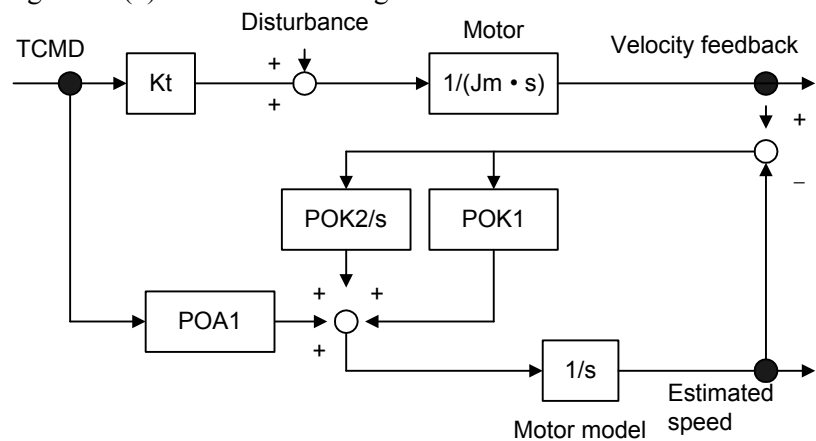 TCMD
Disturbance
Motor
Velocity feedback
+
+
Kt
1/(Jm・s)
+
−
POK2/s
POK1
+
+
POA1
+
1/s
Motor model
Estimated
speed